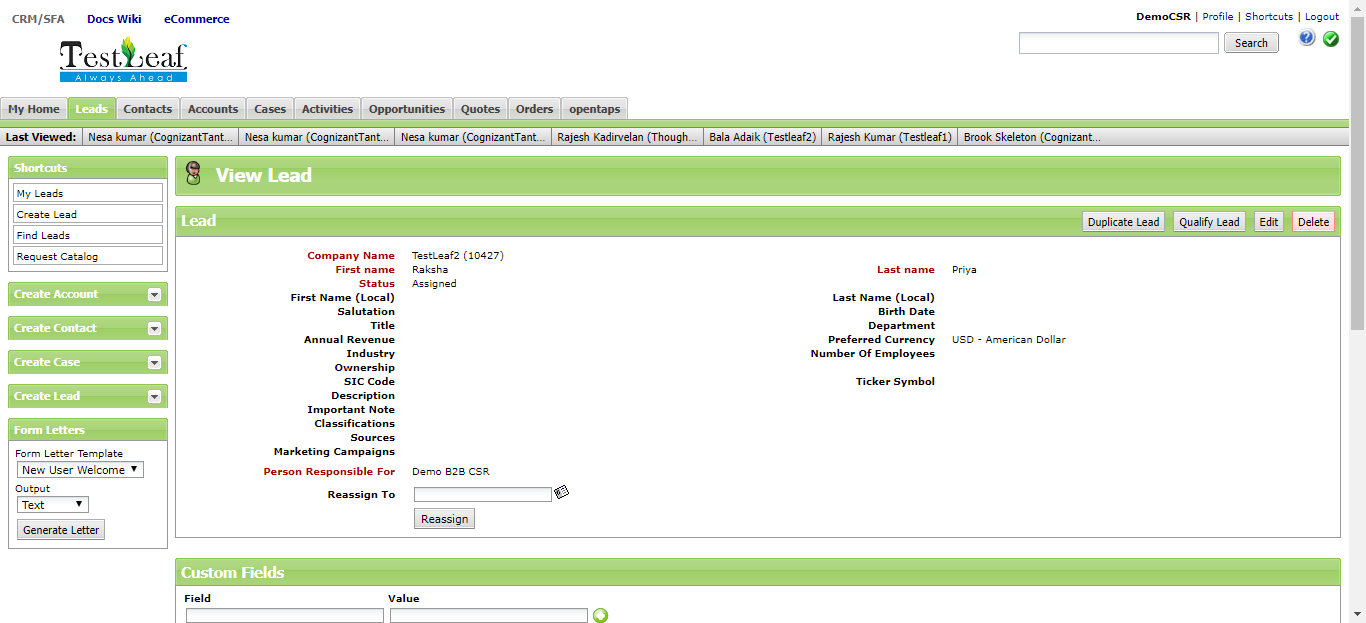 CRM/SFA Docs Wiki eCommerce
DemoCSR | Profile | Shortcuts | Logout
TestLeaf
Always Ahead
Search
My Home Leads Contacts Accounts Cases Activities Opportunities Quotes Orders opentaps
Last Viewed: Nesa kumar (CognizantTant... Nesa kumar (CognizantTant... Nesa kumar (CognizantTant... Rajesh Kadirvelan (Though... Bala Adaik (Testleaf2) Rajesh Kumar (Testleaf1) Brook Skeleton (Cognizant...
Shortcuts
My Leads
Create Lead
Find Leads
Request Catalog
Create Account
Create Contact
Create Case
Create Lead
Form Letters
Form Letter Template
New User Welcome
Output
Text
Generate Letter
View Lead
Lead
Duplicate Lead Qualify Lead Edit Delete
Company Name TestLeaf2 (10427)
First name Raksha Last name Priya
Status Assigned
First Name (Local) Last Name (Local)
Salutation Birth Date
Title Department
Annual Revenue Preferred Currency USD - American Dollar
Industry Number Of Employees
Ownership
SIC Code Ticker Symbol
Description
Important Note
Classifications
Sources
Marketing Campaigns
Person Responsible For Demo B2B CSR
Reassign To
Reassign
Custom Fields
Field Value